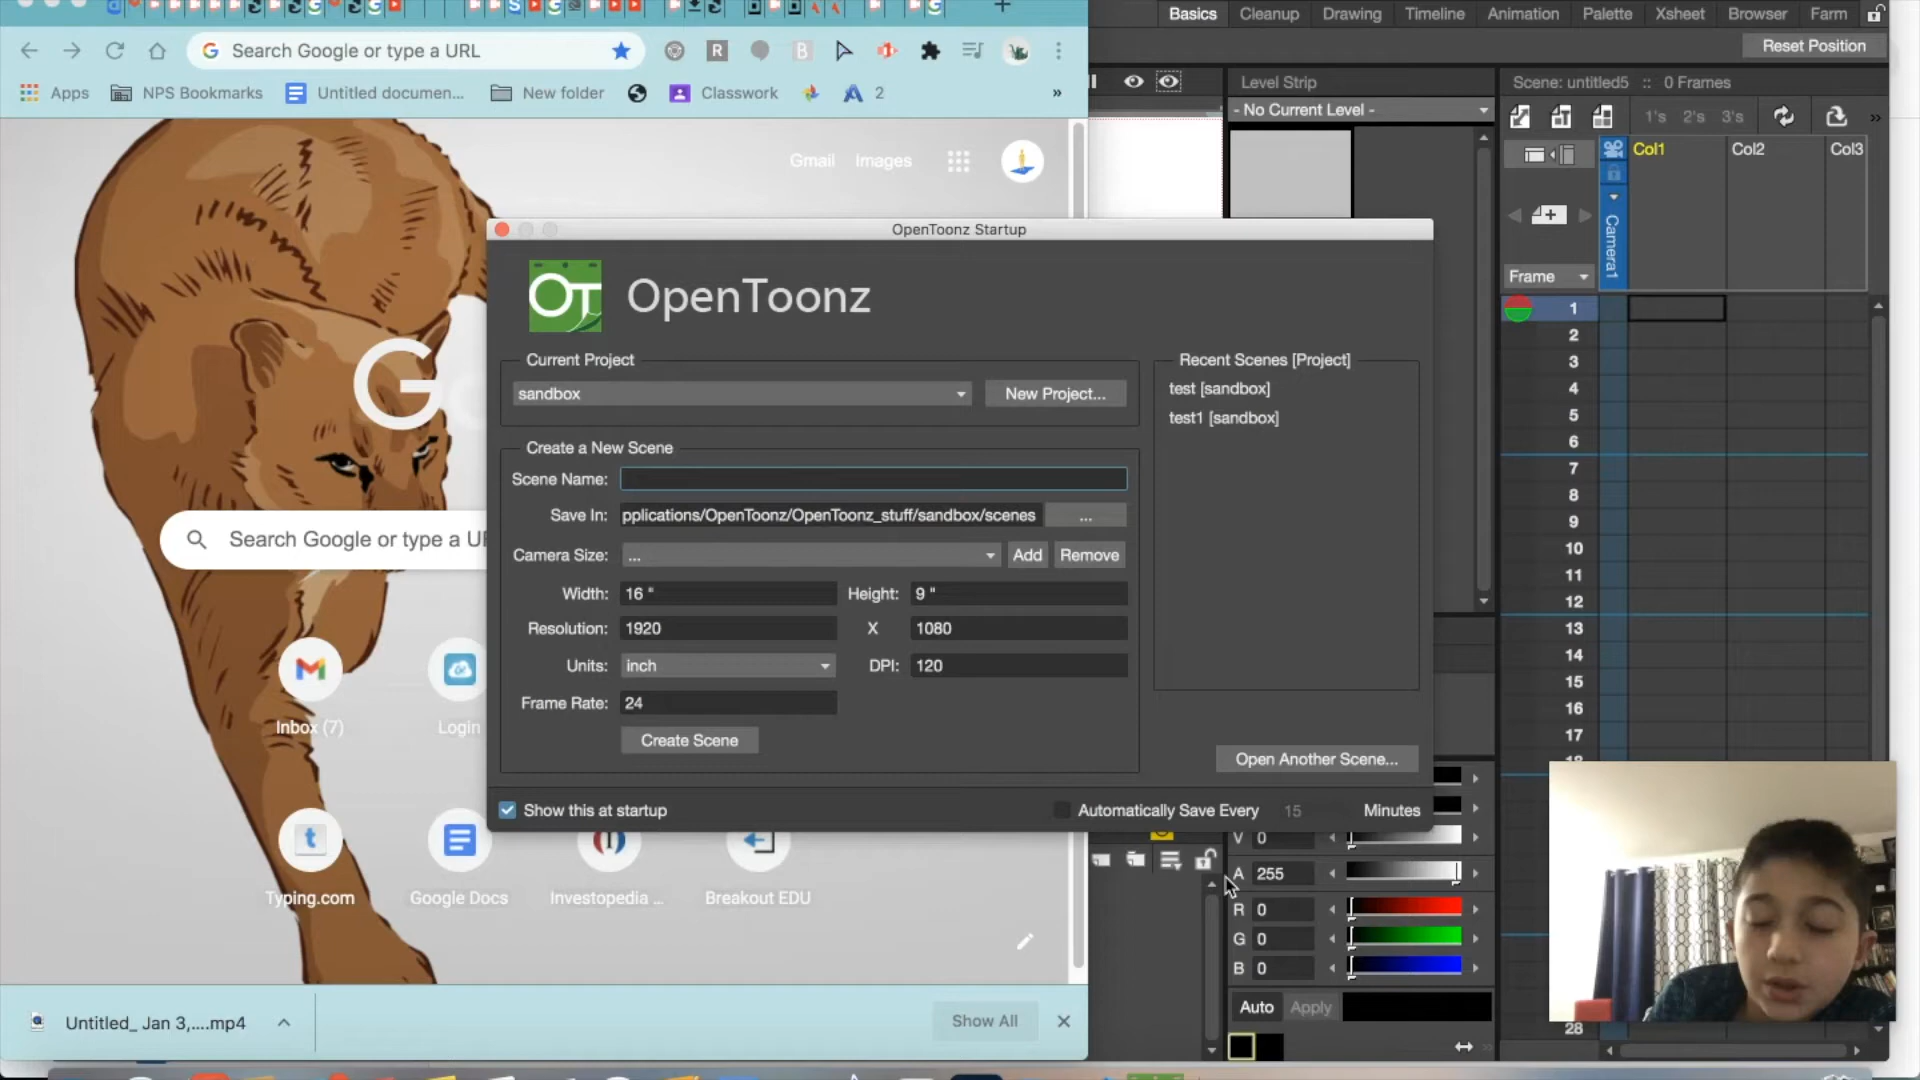 Basics Cleanup Drawing Timeline Animation Palette Xsheet Browser Farm
Search Google or type a URL
Reset Position
Apps NPS Bookmarks Untitled documen... New folder Classwork 2 »
Level Strip
Scene: untitled5 :: 0 Frames
- No Current Level -
1's 2's 3's
Gmail Images
Col1 Col2 Col3
Camera1
OpenToonz Startup
OT OpenToonz
Frame
Current Project
Recent Scenes [Project]
sandbox
New Project...
test [sandbox]
test1 [sandbox]
Create a New Scene
Scene Name:
Save In: pplications/OpenToonz/OpenToonz_stuff/sandbox/scenes ...
Camera Size: ... Add Remove
Width: 16 " Height: 9 "
Resolution: 1920 X 1080
Units: inch DPI: 120
Frame Rate: 24
Create Scene
Open Another Scene...
Show this at startup
Automatically Save Every 15 Minutes
1
2
3
4
5
6
7
8
9
10
11
12
13
14
15
16
17
18
28
Search Google or type a UR
Inbox (7) Login
Typing.com Google Docs Investopedia ... Breakout EDU
V 0
A 255
R 0
G 0
B 0
Auto Apply
Untitled_ Jan 3,....mp4
Show All